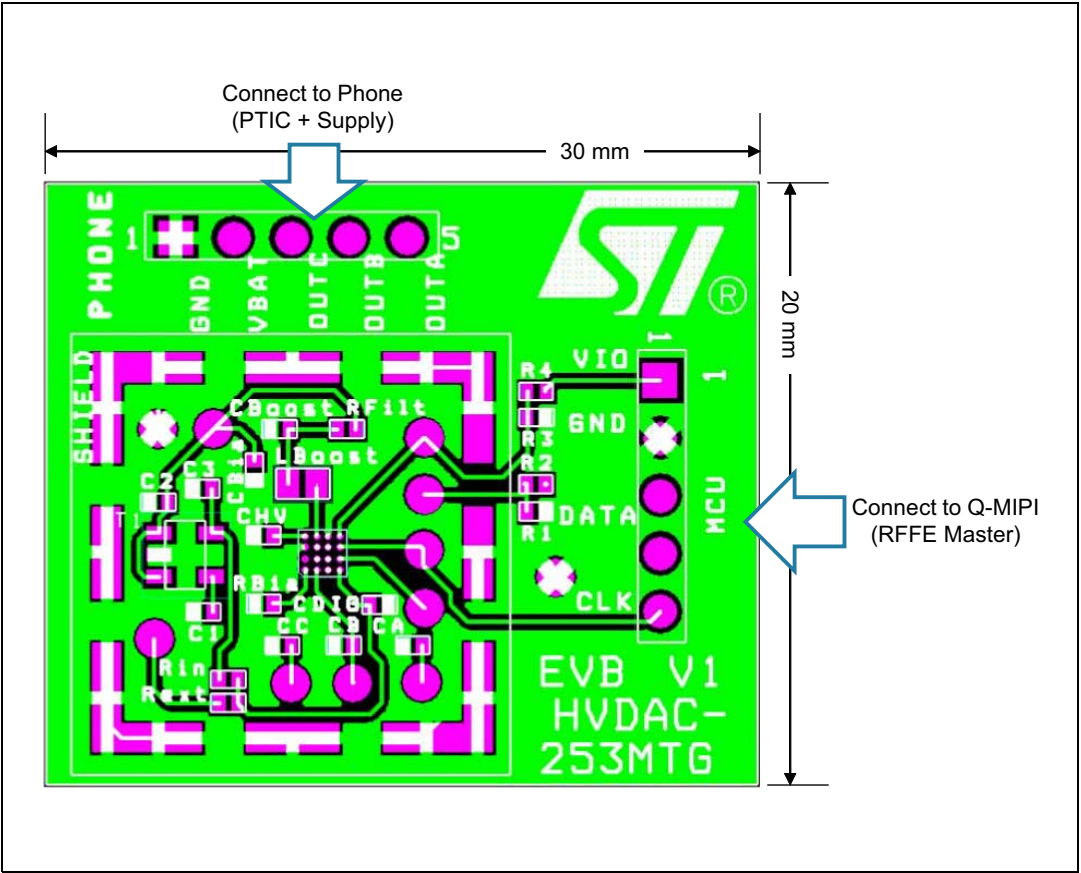 Connect to Phone
(PTIC + Supply)
30 mm
20 mm
PHONE
1
5
GND
VBAT
OUTC
OUTB
OUTA
ST
®
SHIELD
VIO
1
1
R4
GND
R3
R2
DATA
R1
MCU
CLK
Connect to Q-MIPI
(RFFE Master)
CBoost
RFilt
CBias
LBoost
C2
C3
T1
CHV
RBias
CDIG
C1
CC
CB
CA
Rin
Rext
EVB V1
HVDAC-
253MTG